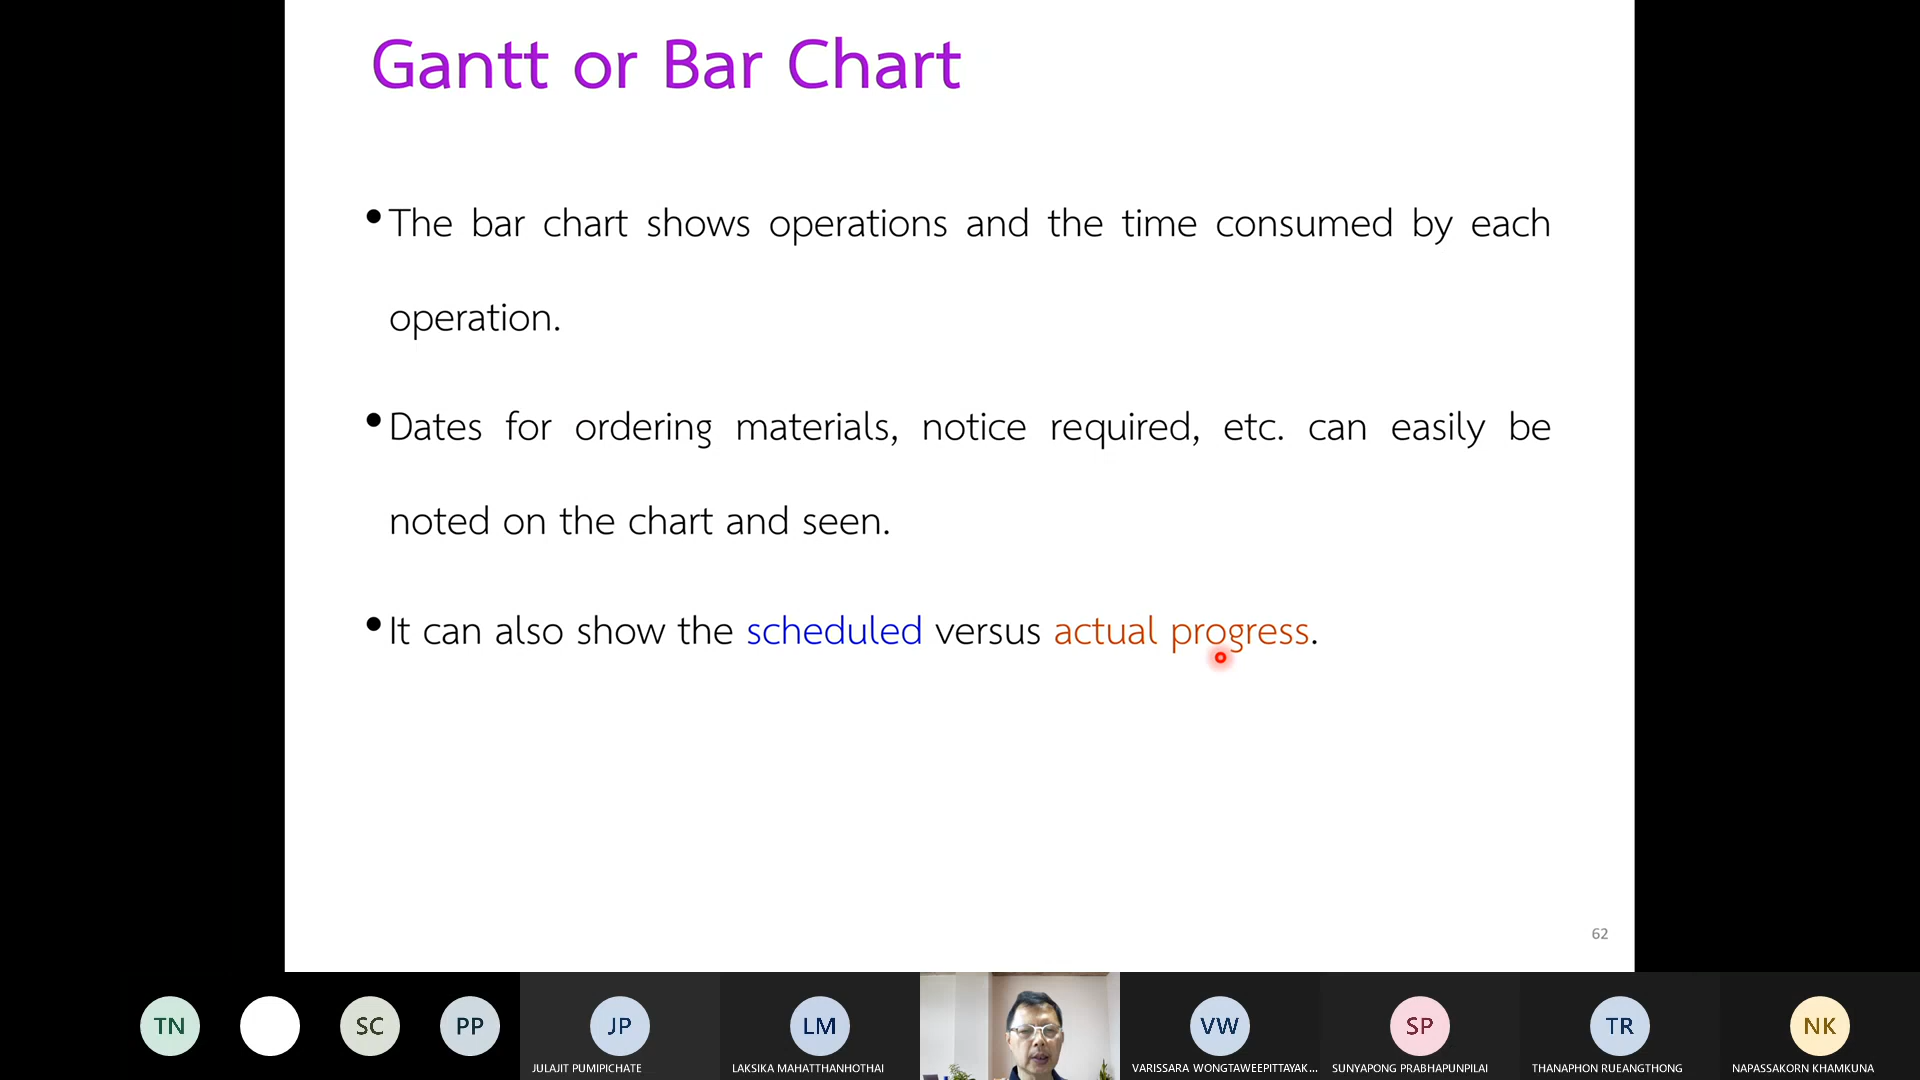 Gantt or Bar Chart
•The bar chart shows operations and the time consumed by each
operation.
•Dates for ordering materials, notice required, etc. can easily be
noted on the chart and seen.
•It can also show the scheduled versus actual progress.
62
TN
SC
PP
JP
LM
VW
SP
TR
NK
JULAJIT PUMIPICHATE
LAKSIKA MAHATTHANHOTHAI
VARISSARA WONGTAWEEPITTAYAK...
SUNYAPONG PRABHAPUNPILAI
THANAPHON RUEANGTHONG
NAPASSAKORN KHAMKUNA